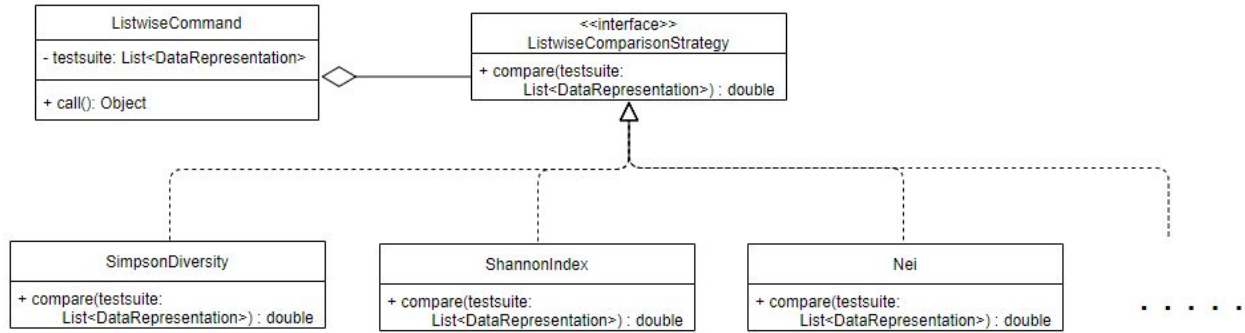 ListwiseCommand
- testsuite: List<DataRepresentation>
+ call(): Object
<<interface>>
ListwiseComparisonStrategy
+ compare(testsuite:
List<DataRepresentation>) : double
SimpsonDiversity
+ compare(testsuite:
List<DataRepresentation>) : double
ShannonIndex
+ compare(testsuite:
List<DataRepresentation>) : double
Nei
+ compare(testsuite:
List<DataRepresentation>) : double
. . . . .